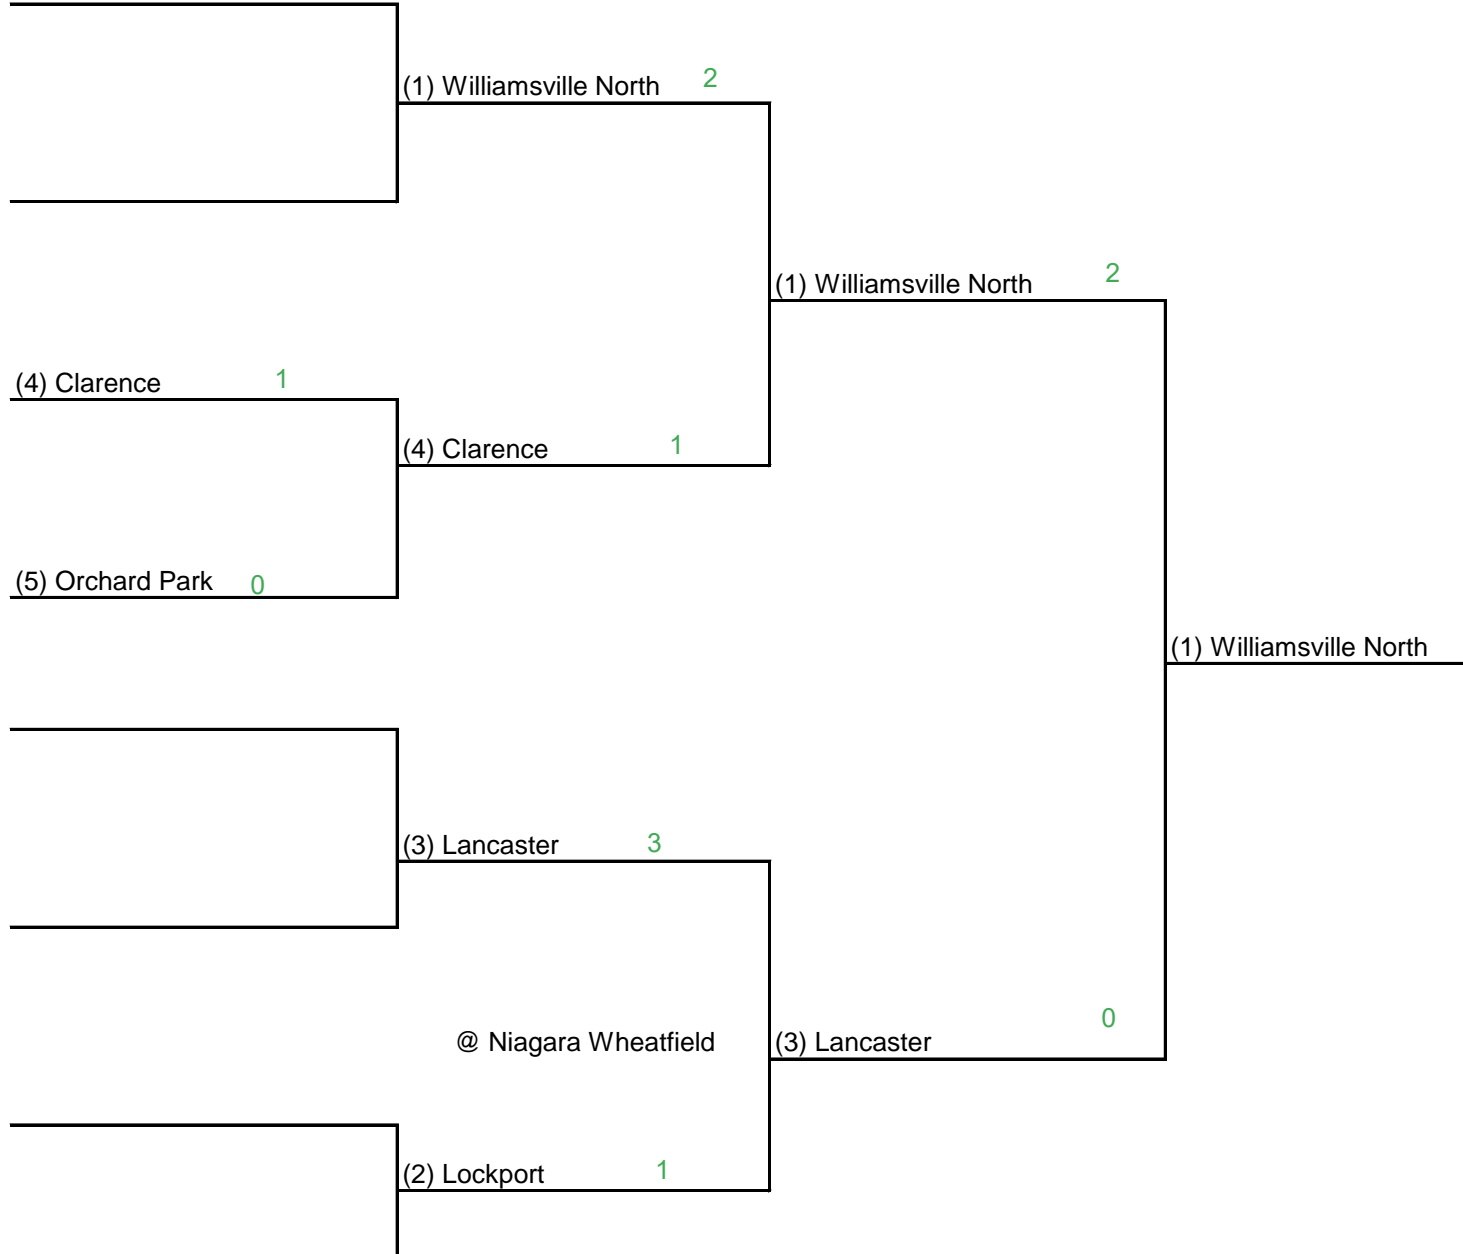 (1) Williamsville North 2
(1) Williamsville North 2
(4) Clarence 1
(4) Clarence 1
(5) Orchard Park 0
(1) Williamsville North
(3) Lancaster 3
0
@ Niagara Wheatfield
(3) Lancaster
(2) Lockport 1